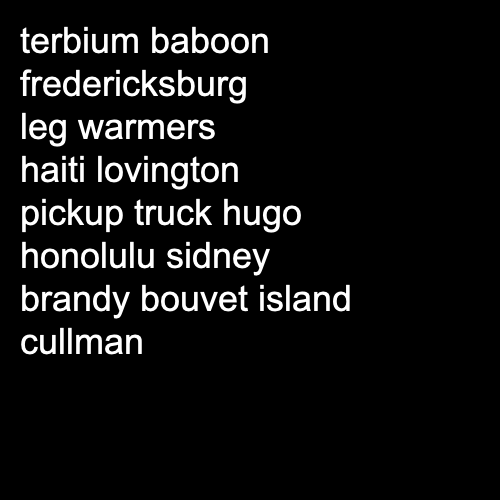 terbium baboon
fredericksburg
leg warmers
haiti lovington
pickup truck hugo
honolulu sidney
brandy bouvet island
cullman